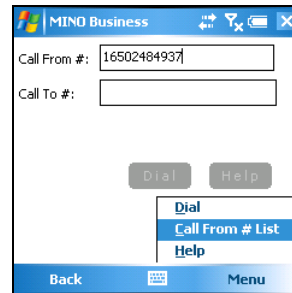 MINO Business
Call From #: 16502484937
Call To #:
Dial Help
Dial
Call From # List
Help
Back Menu